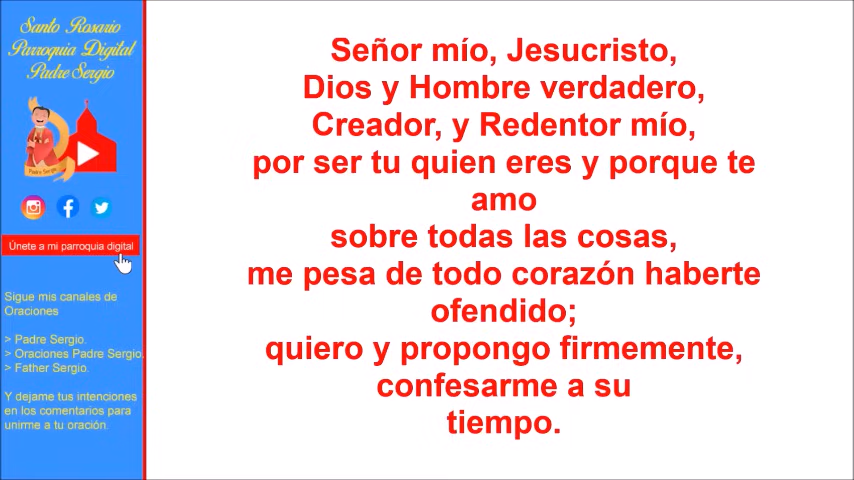 Santo Rosario
Parroquia Digital
Padre Sergio
Padre Sergio
Únete a mi parroquia digital
Sigue mis canales de
Oraciones
> Padre Sergio.
> Oraciones Padre Sergio.
> Father Sergio.
Y dejame tus intenciones
en los comentarios para
unirme a tu oración.
Señor mío, Jesucristo,
Dios y Hombre verdadero,
Creador, y Redentor mío,
por ser tu quien eres y porque te
amo
sobre todas las cosas,
me pesa de todo corazón haberte
ofendido;
quiero y propongo firmemente,
confesarme a su
tiempo.